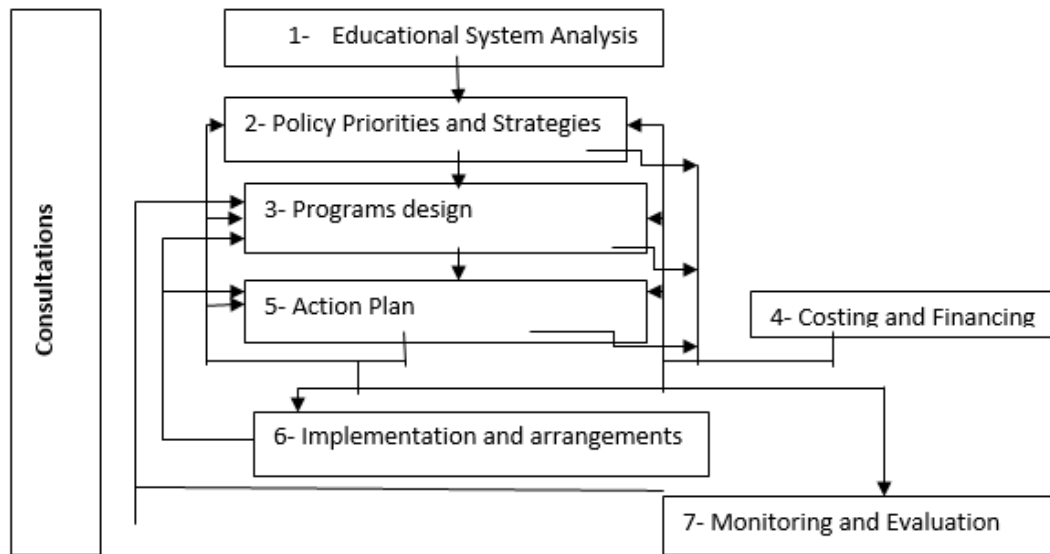 Consultations
1- Educational System Analysis
2- Policy Priorities and Strategies
3- Programs design
5- Action Plan
4- Costing and Financing
6- Implementation and arrangements
7- Monitoring and Evaluation